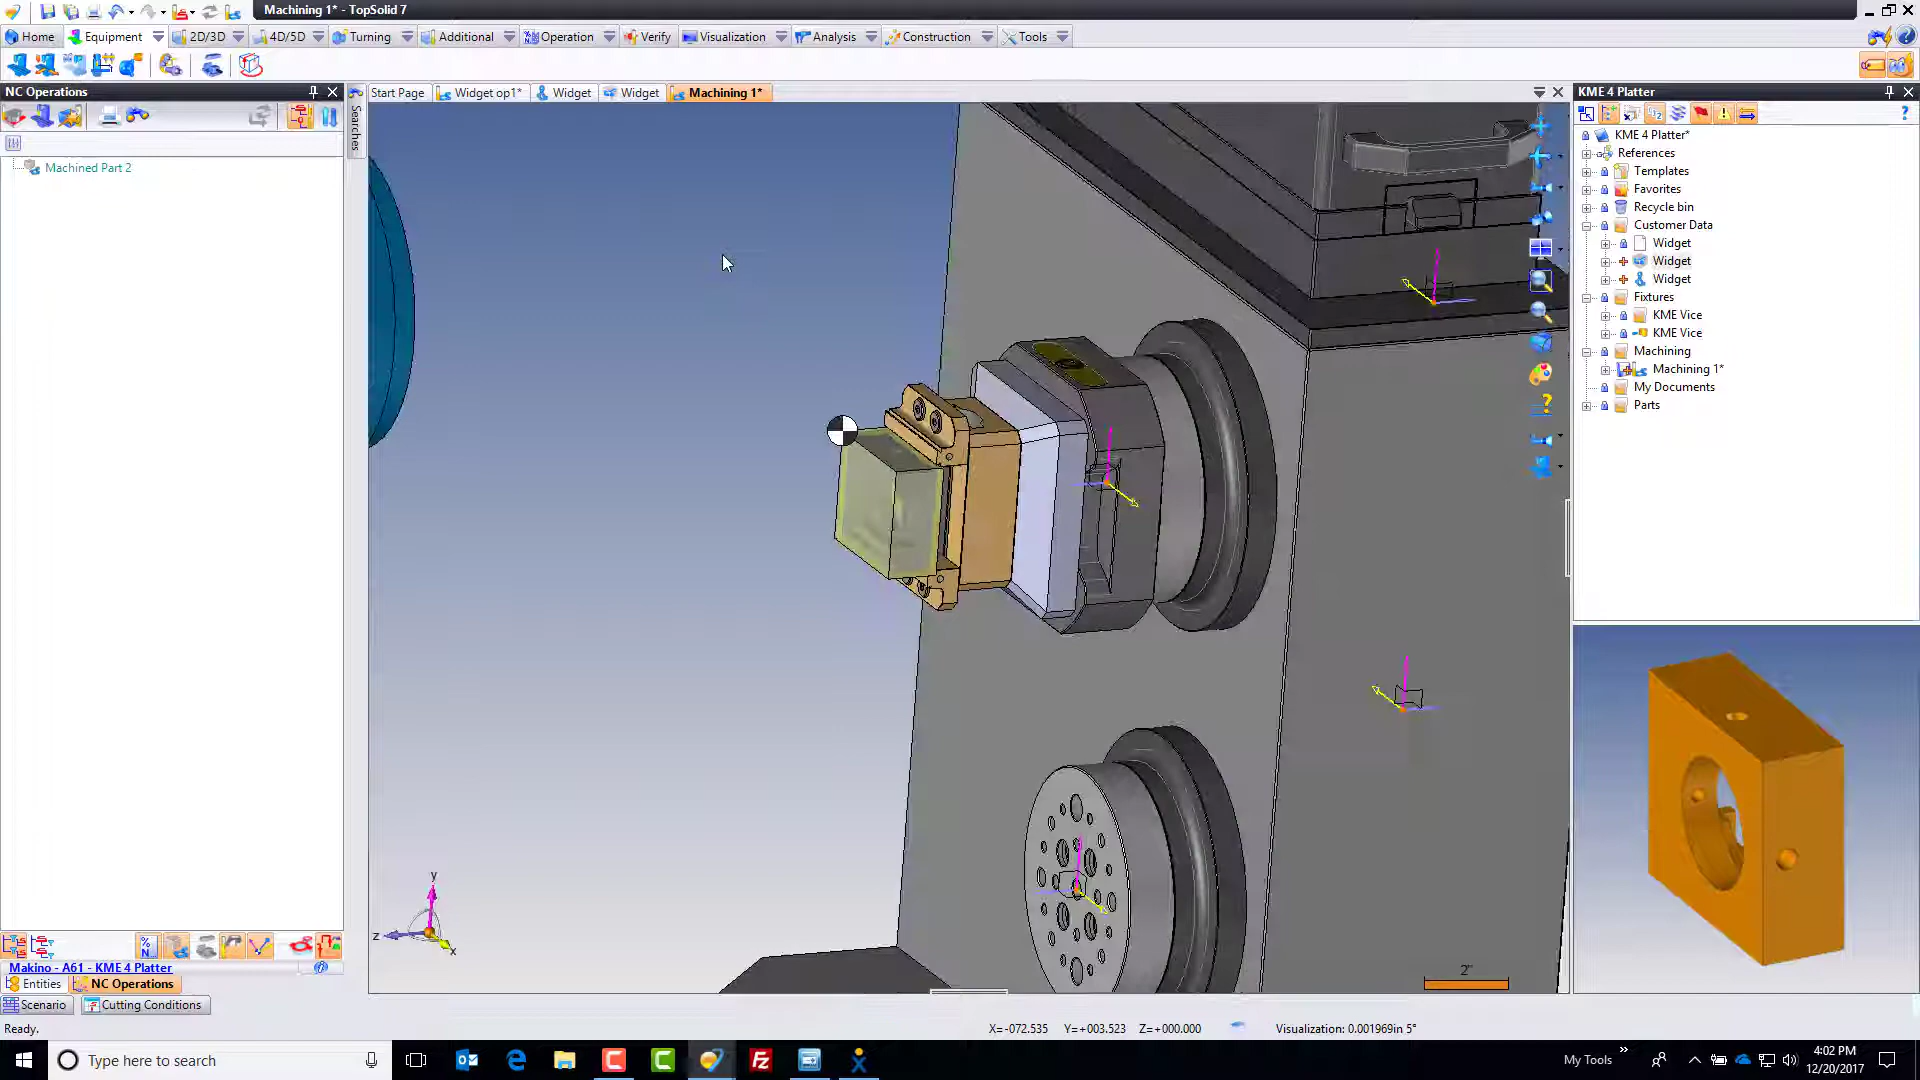 Machining 1* - TopSolid 7
Home Equipment 2D/3D 4D/5D Turning Additional Operation Verify Visualization Analysis Construction Tools
NC Operations
Start Page Widget op1* Widget Widget Machining 1*
KME 4 Platter
Searches
Machined Part 2
KME 4 Platter*
References
Templates
Favorites
Recycle bin
Customer Data
Widget
Widget
Widget
Fixtures
KME Vice
KME Vice
Machining
Machining 1*
My Documents
Parts
y
z
x
2"
Makino - A61 - KME 4 Platter
Entities NC Operations
Scenario Cutting Conditions
Ready.
X=-072.535 Y=+003.523 Z=+000.000 Visualization: 0.001969in 5°
Type here to search
My Tools
4:02 PM
12/20/2017